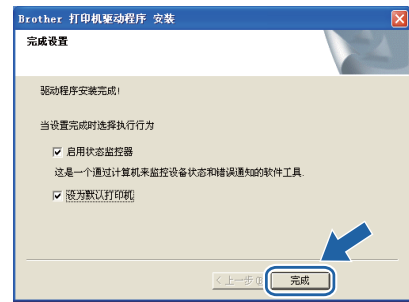 Brother 打印机驱动程序 安装
完成设置
驱动程序安装完成!
当设置完成时选择执行行为
启用状态监控器
这是一个通过计算机来监控设备状态和错误通知的软件工具.
设为默认打印机
<上一步(B) 完成